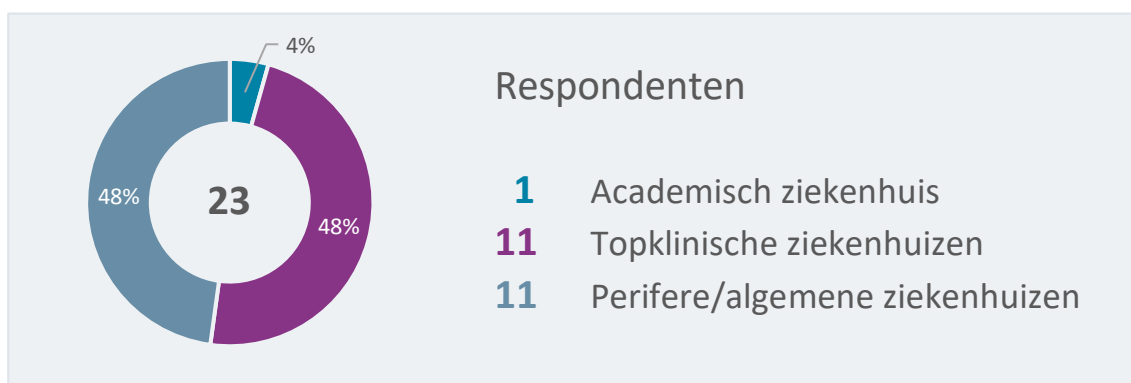 4%
48%
23
48%
Respondenten
1 Academisch ziekenhuis
11 Topklinische ziekenhuizen
11 Perifere/algemene ziekenhuizen